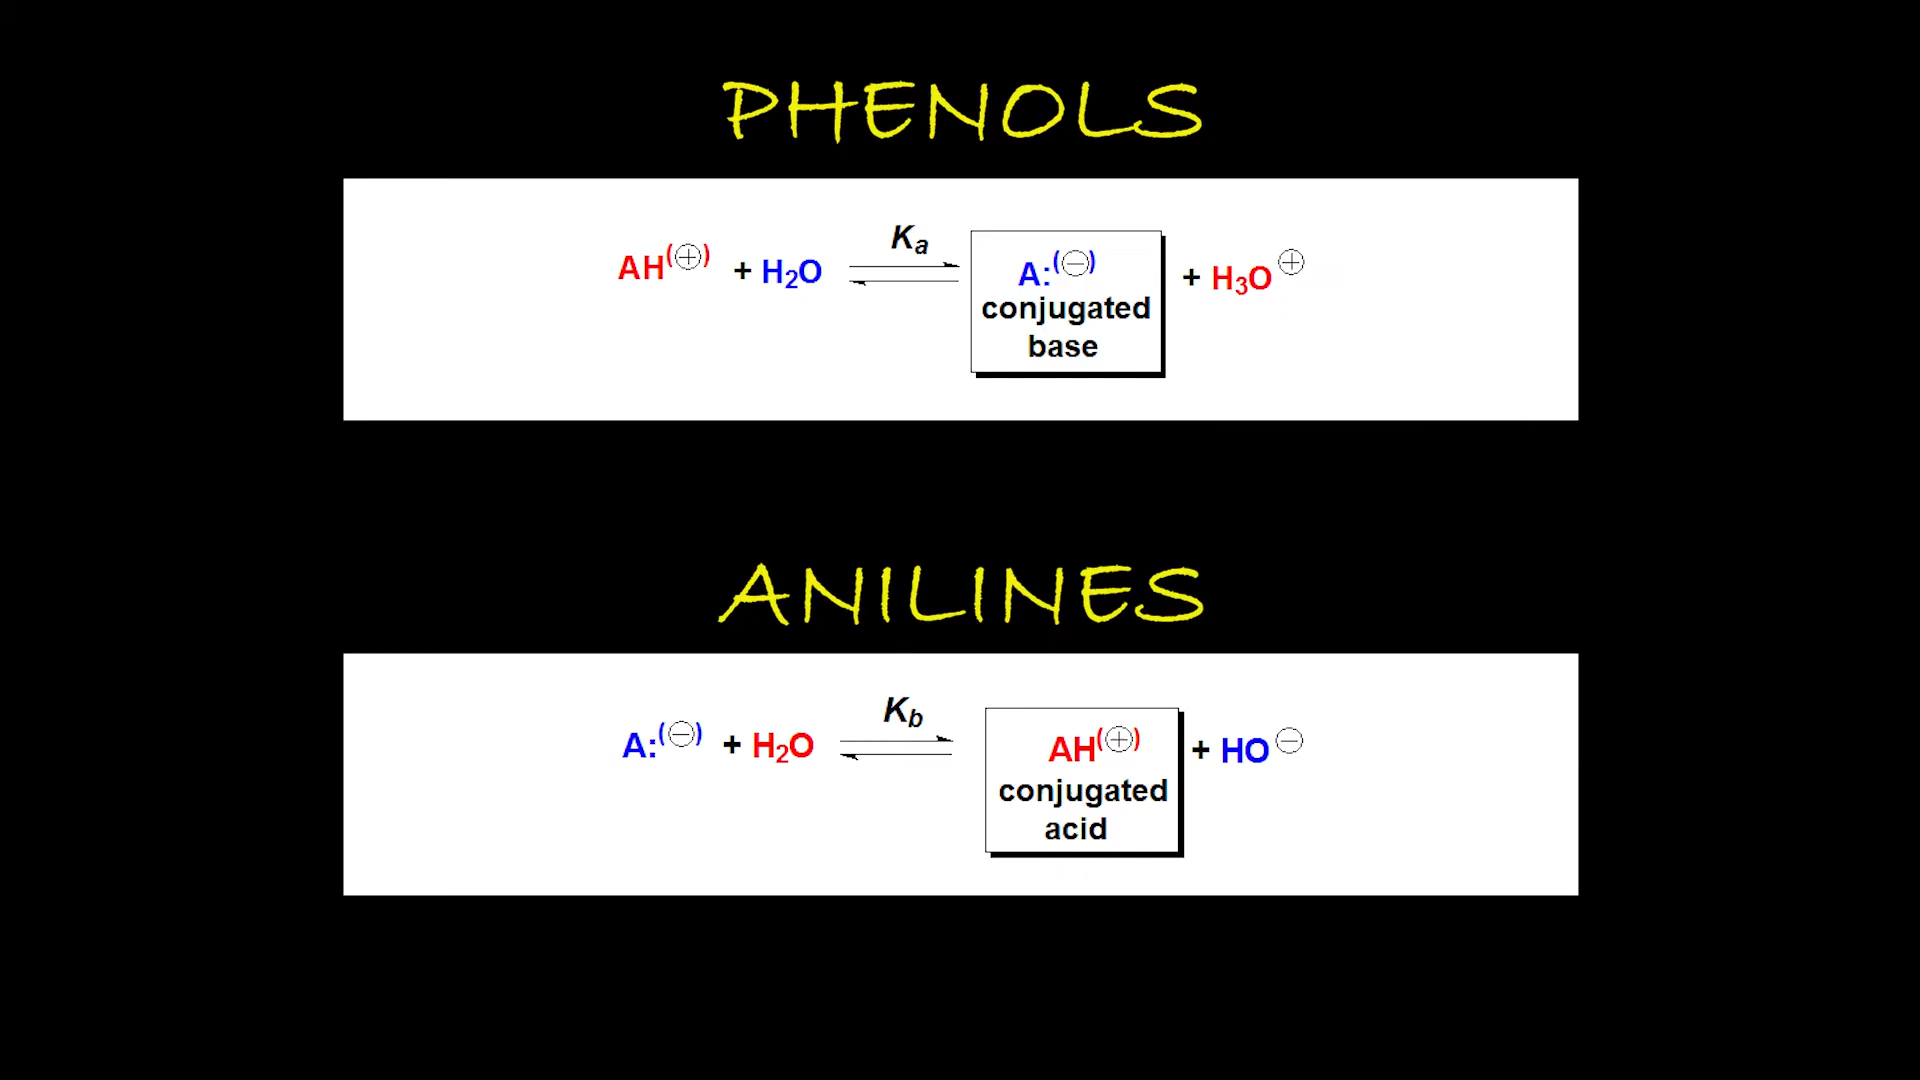 PHENOLS
AH(⊕) + H2O ⇌ Ka A:(⊖) + H3O⊕
conjugated
base
ANILINES
A:(⊖) + H2O ⇌ Kb AH(⊕) + HO⊖
conjugated
acid